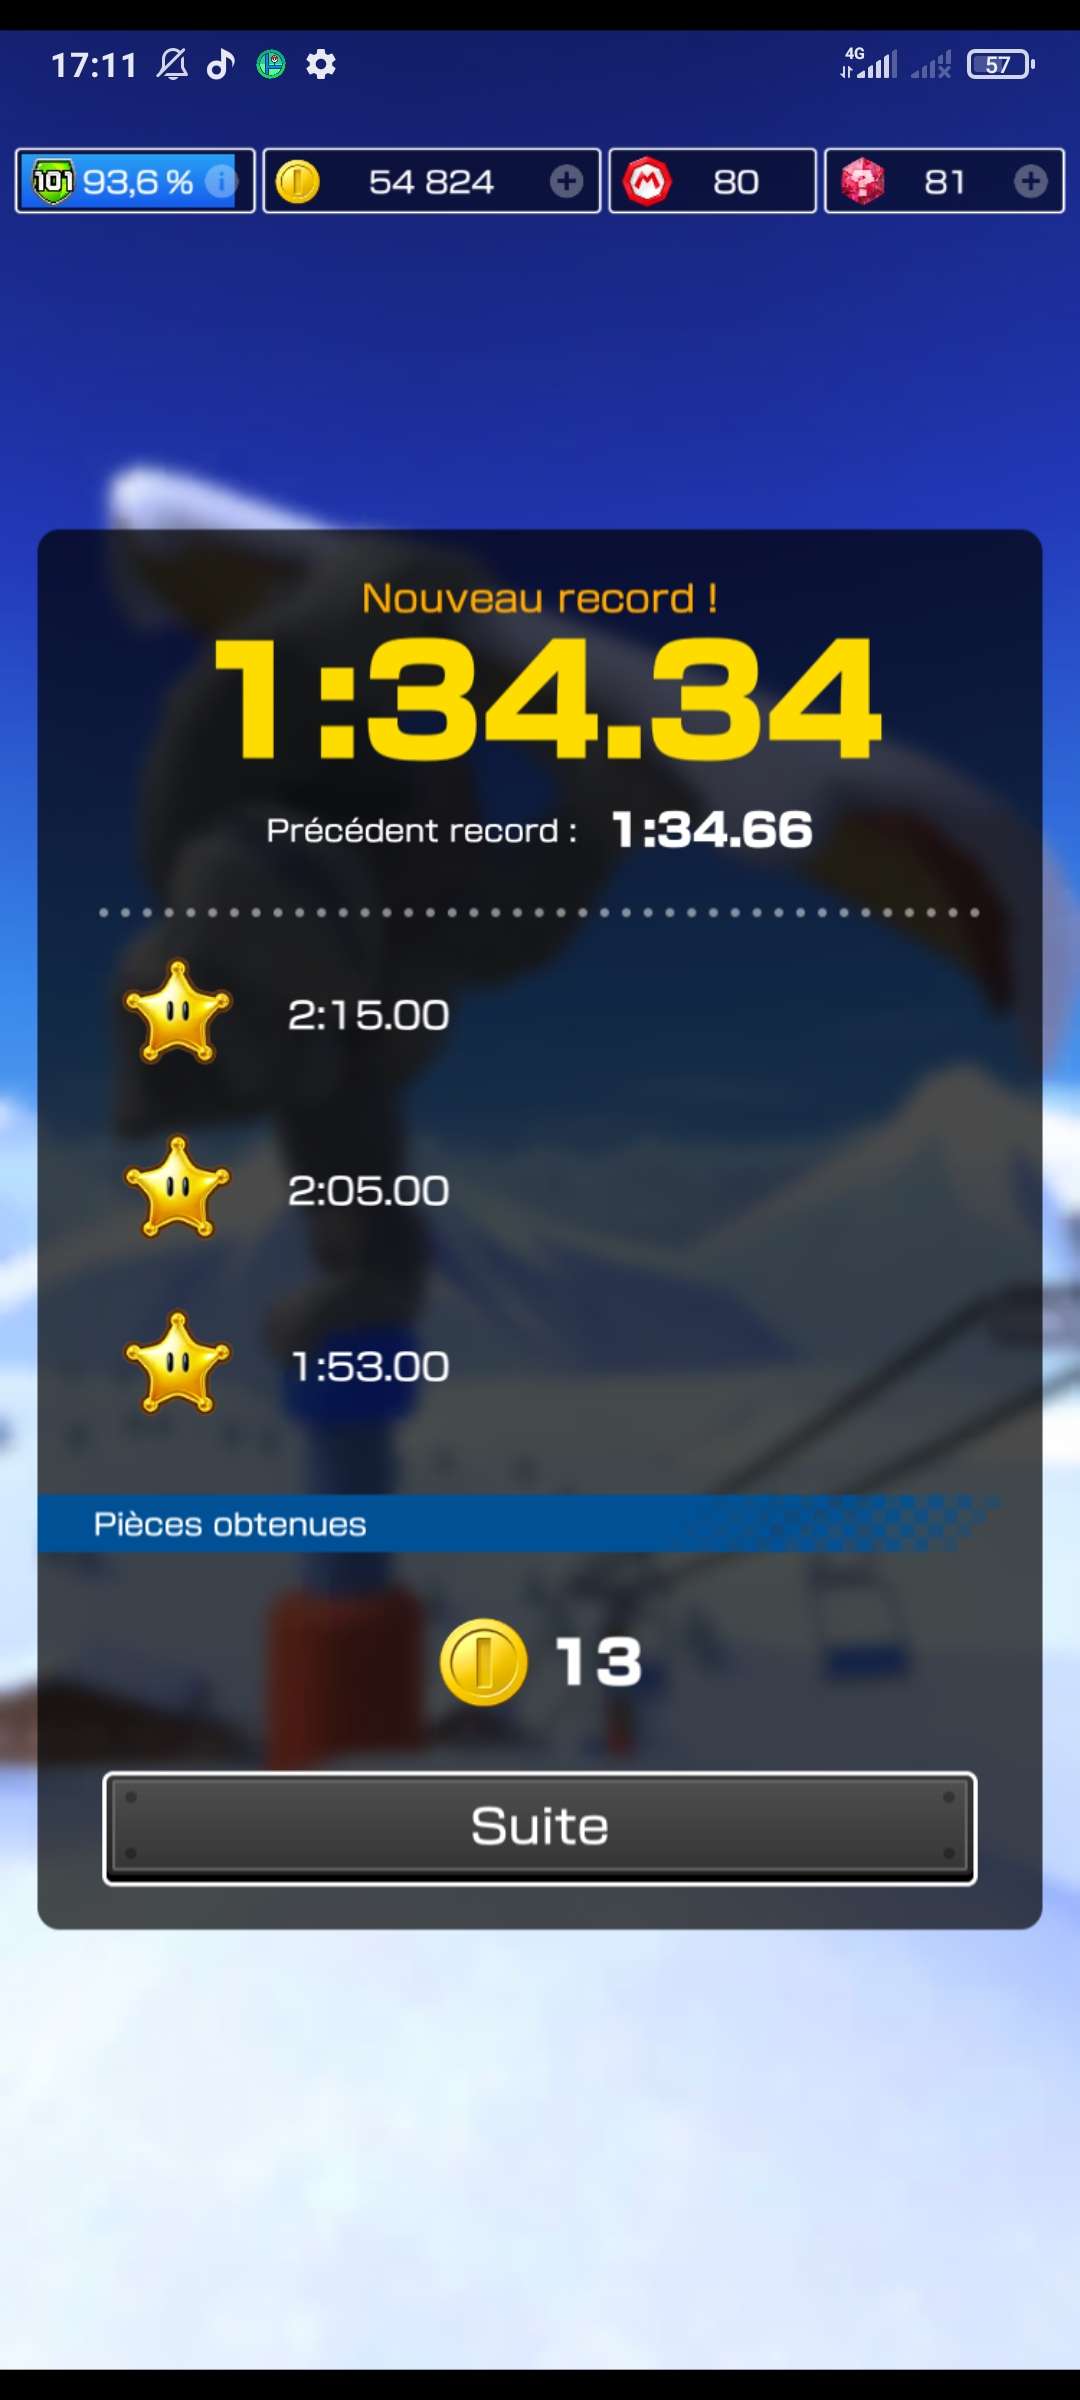 17:11 4G 57
101 93,6 % 54 824 80 81
Nouveau record !
1:34.34
Précédent record : 1:34.66
2:15.00
2:05.00
1:53.00
Pièces obtenues
13
Suite